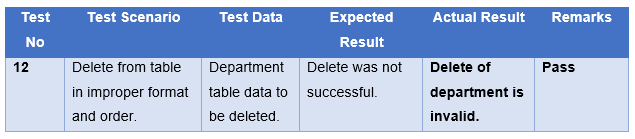 Test No Test Scenario Test Data Expected Result Actual Result Remarks
12 Delete from table in improper format and order. Department table data to be deleted. Delete was not successful. Delete of department is invalid. Pass